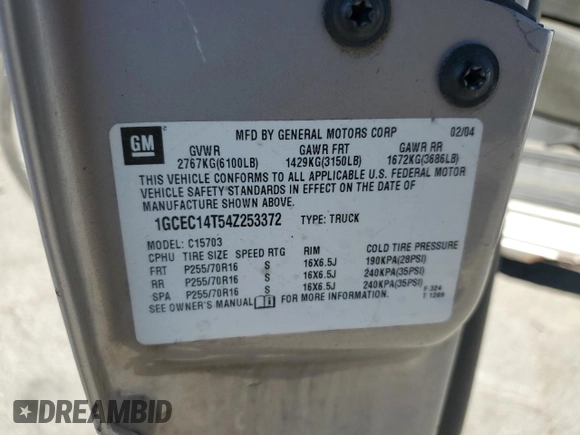 MFD BY GENERAL MOTORS CORP 02/04
GM
GVWR GAWR FRT GAWR RR
2767KG(6100LB) 1429KG(3150LB) 1672KG(3686LB)
THIS VEHICLE CONFORMS TO ALL APPLICABLE U.S. FEDERAL MOTOR
VEHICLE SAFETY STANDARDS IN EFFECT ON THE DATE OF
MANUFACTURE SHOWN ABOVE.
1GCEC14T54Z253372 TYPE: TRUCK
MODEL: C15703
CPHU TIRE SIZE SPEED RTG RIM COLD TIRE PRESSURE
FRT P255/70R16 S 16X6.5J 190KPA(28PSI)
RR P255/70R16 S 16X6.5J 240KPA(35PSI)
SPA P255/70R16 S 16X6.5J 240KPA(35PSI)
SEE OWNER'S MANUAL FOR MORE INFORMATION. F 324
T 1269
DREAMBID